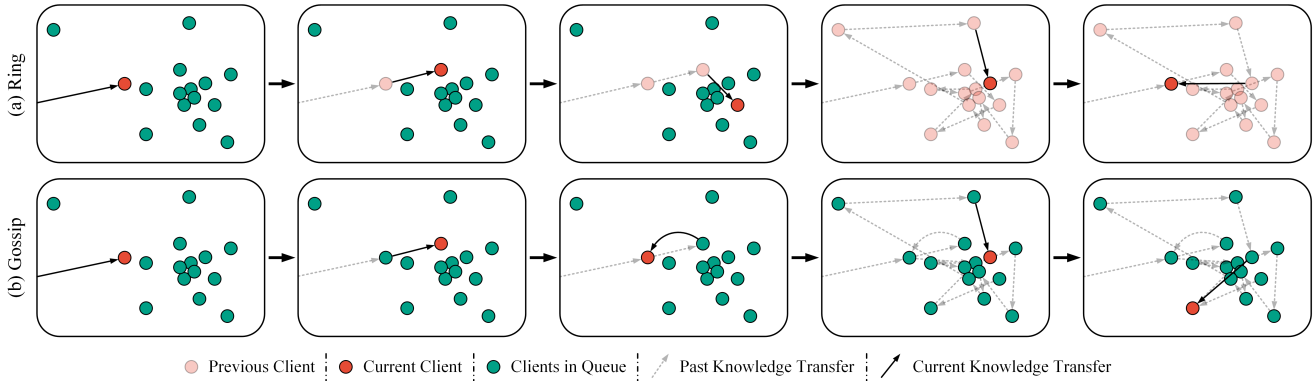 (a) Ring
(b) Gossip
Previous Client
Current Client
Clients in Queue
Past Knowledge Transfer
Current Knowledge Transfer